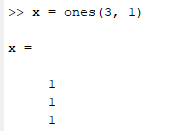 >> x = ones(3, 1)
x =
1
1
1